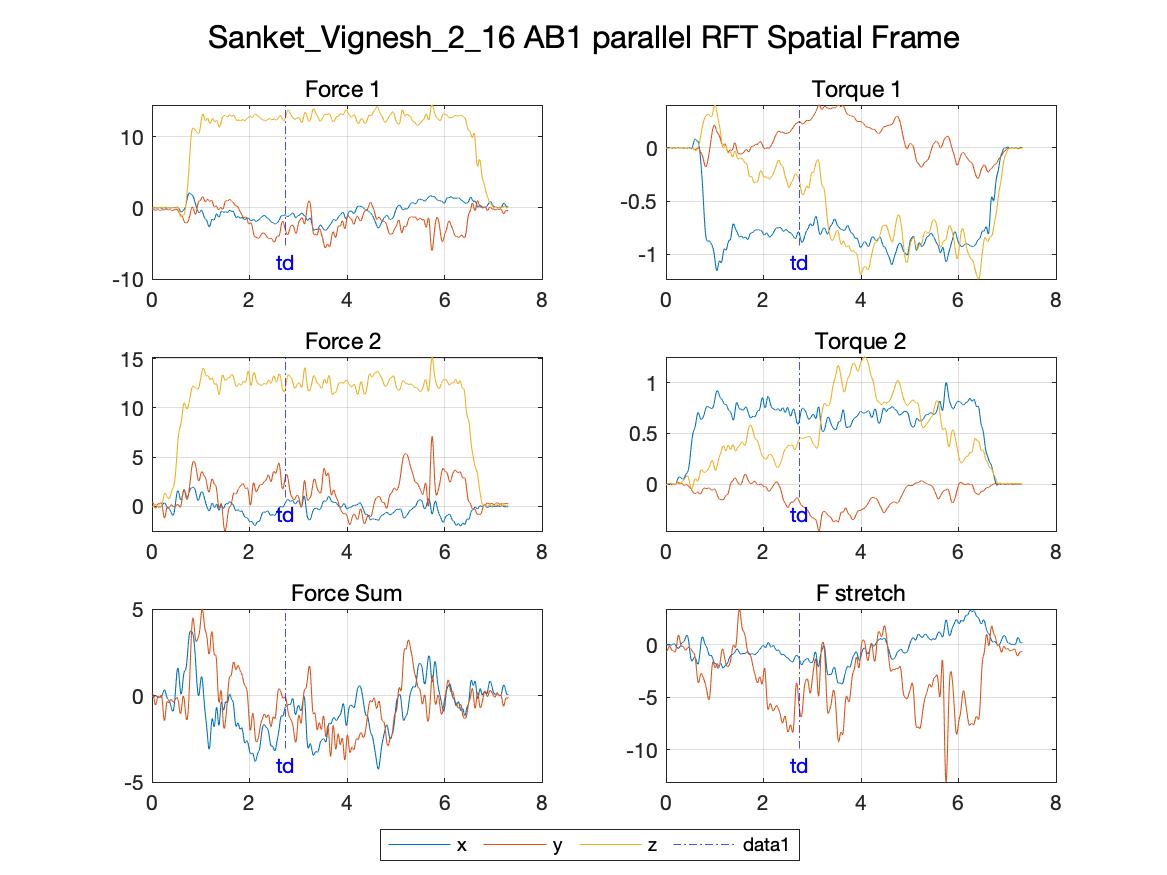 Sanket_Vignesh_2_16 AB1 parallel RFT Spatial Frame
Force 1
10
0
-10
td
0 2 4 6 8
Torque 1
0
-0.5
-1
td
0 2 4 6 8
Force 2
15
10
5
0
td
0 2 4 6 8
Torque 2
1
0.5
0
td
0 2 4 6 8
Force Sum
5
0
-5
td
0 2 4 6 8
F stretch
0
-5
-10
td
0 2 4 6 8
x y z data1